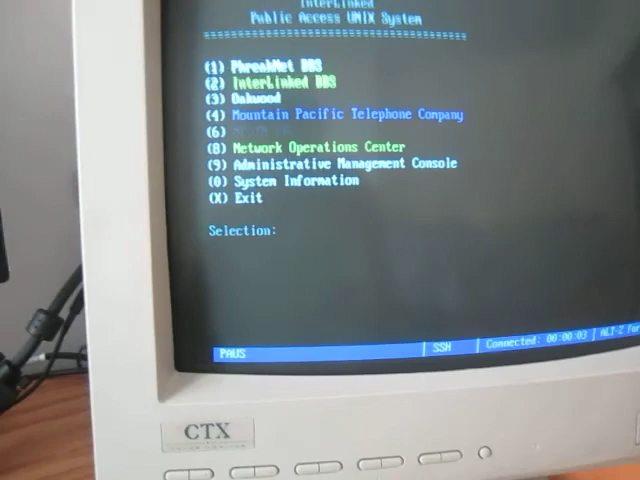 InterLinked
Public Access UNIX System
(1) PhreakNet BBS
(2) InterLinked BBS
(3) Oakwood
(4) Mountain Pacific Telephone Company
(6)
(8) Network Operations Center
(9) Administrative Management Console
(0) System Information
(X) Exit
Selection:
PAUS | SSH | Connected: 00:00:03 | ALT-Z for
CTX